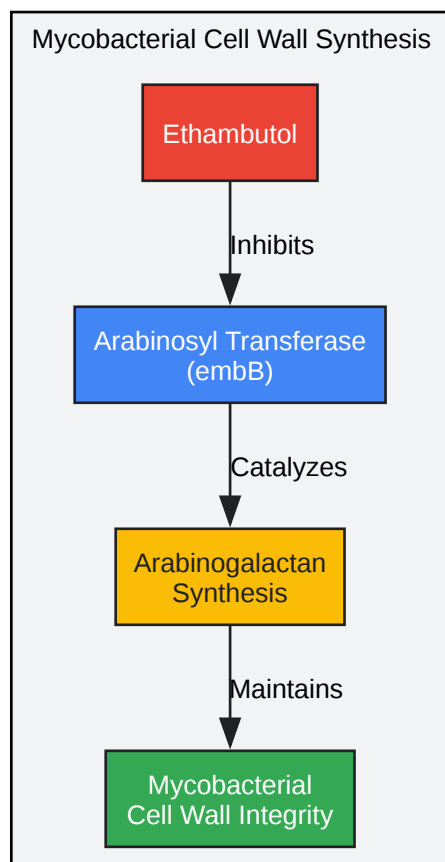 Mycobacterial Cell Wall Synthesis
Ethambutol
Inhibits
Arabinosyl Transferase
(embB)
Catalyzes
Arabinogalactan
Synthesis
Maintains
Mycobacterial
Cell Wall Integrity